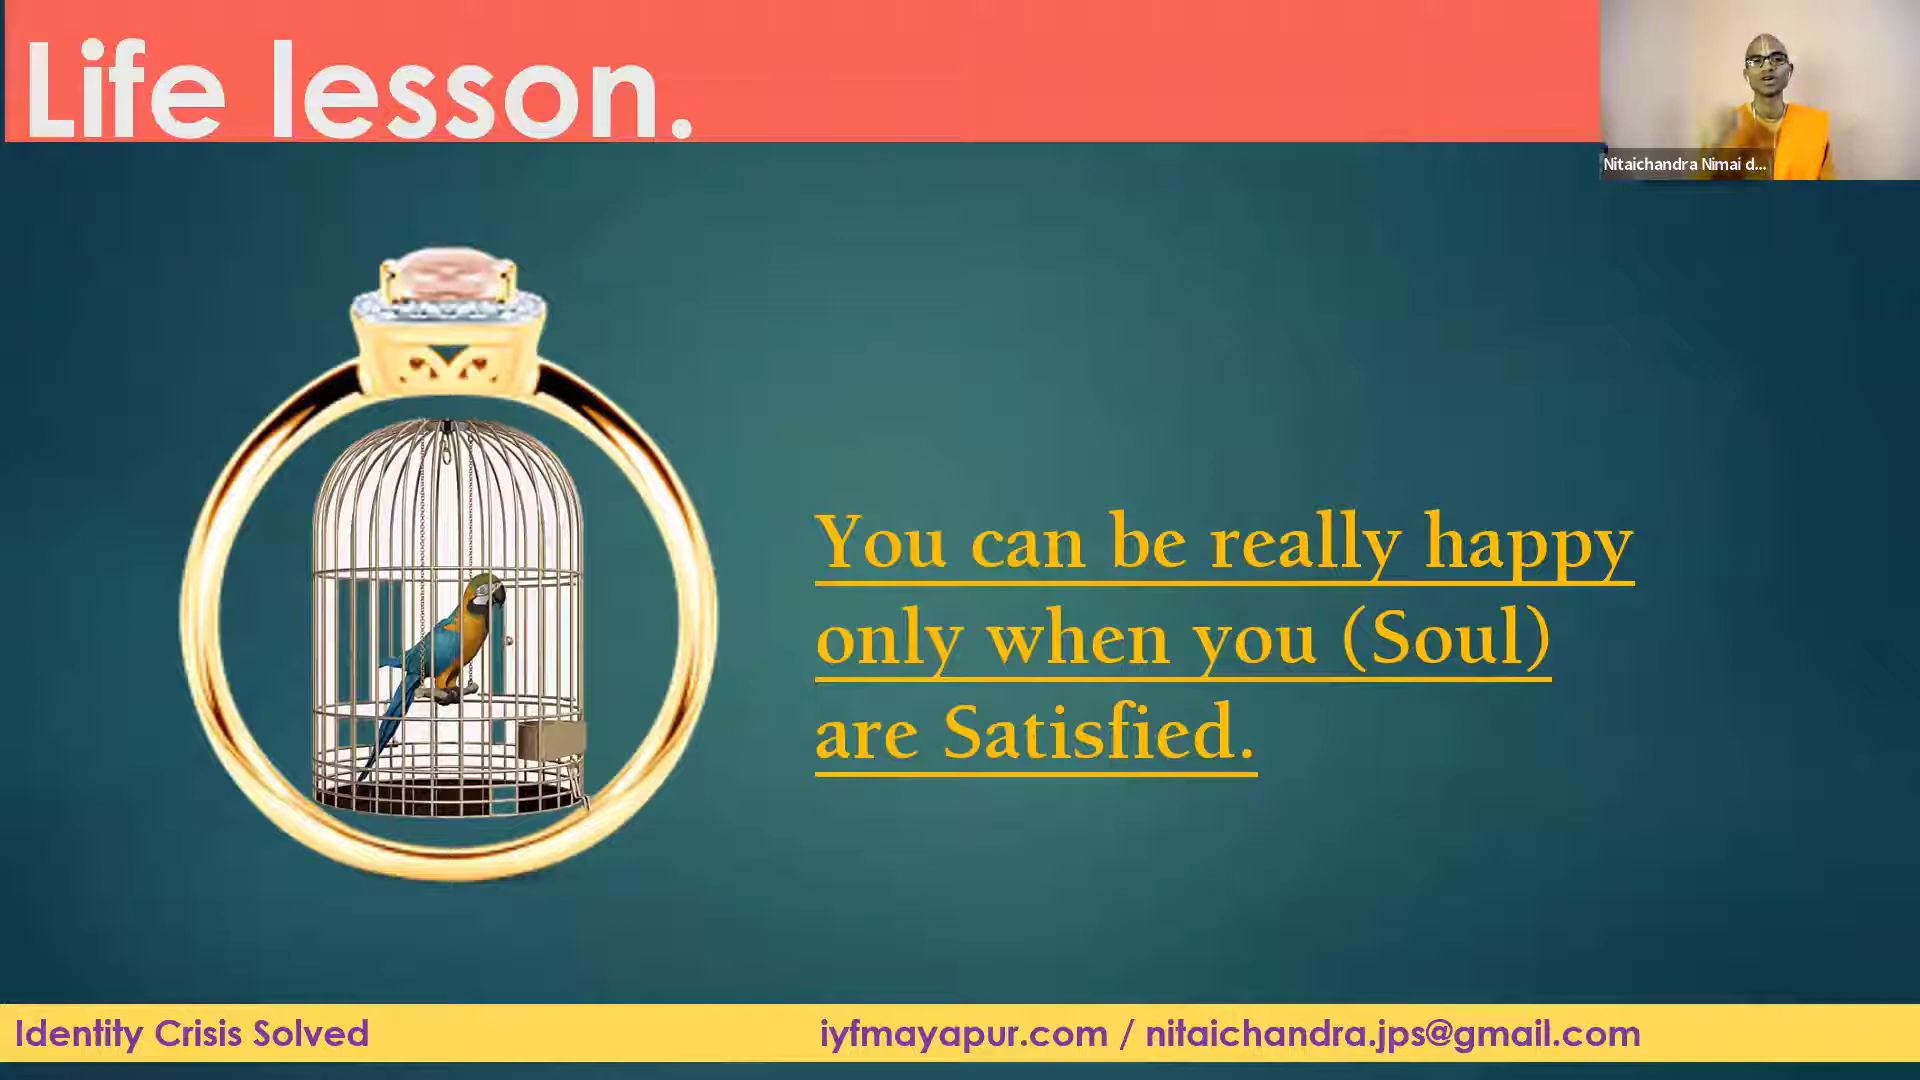 Life lesson.
Nitaichandra Nimai d...
You can be really happy
only when you (Soul)
are Satisfied.
Identity Crisis Solved
iyfmayapur.com / nitaichandra.jps@gmail.com